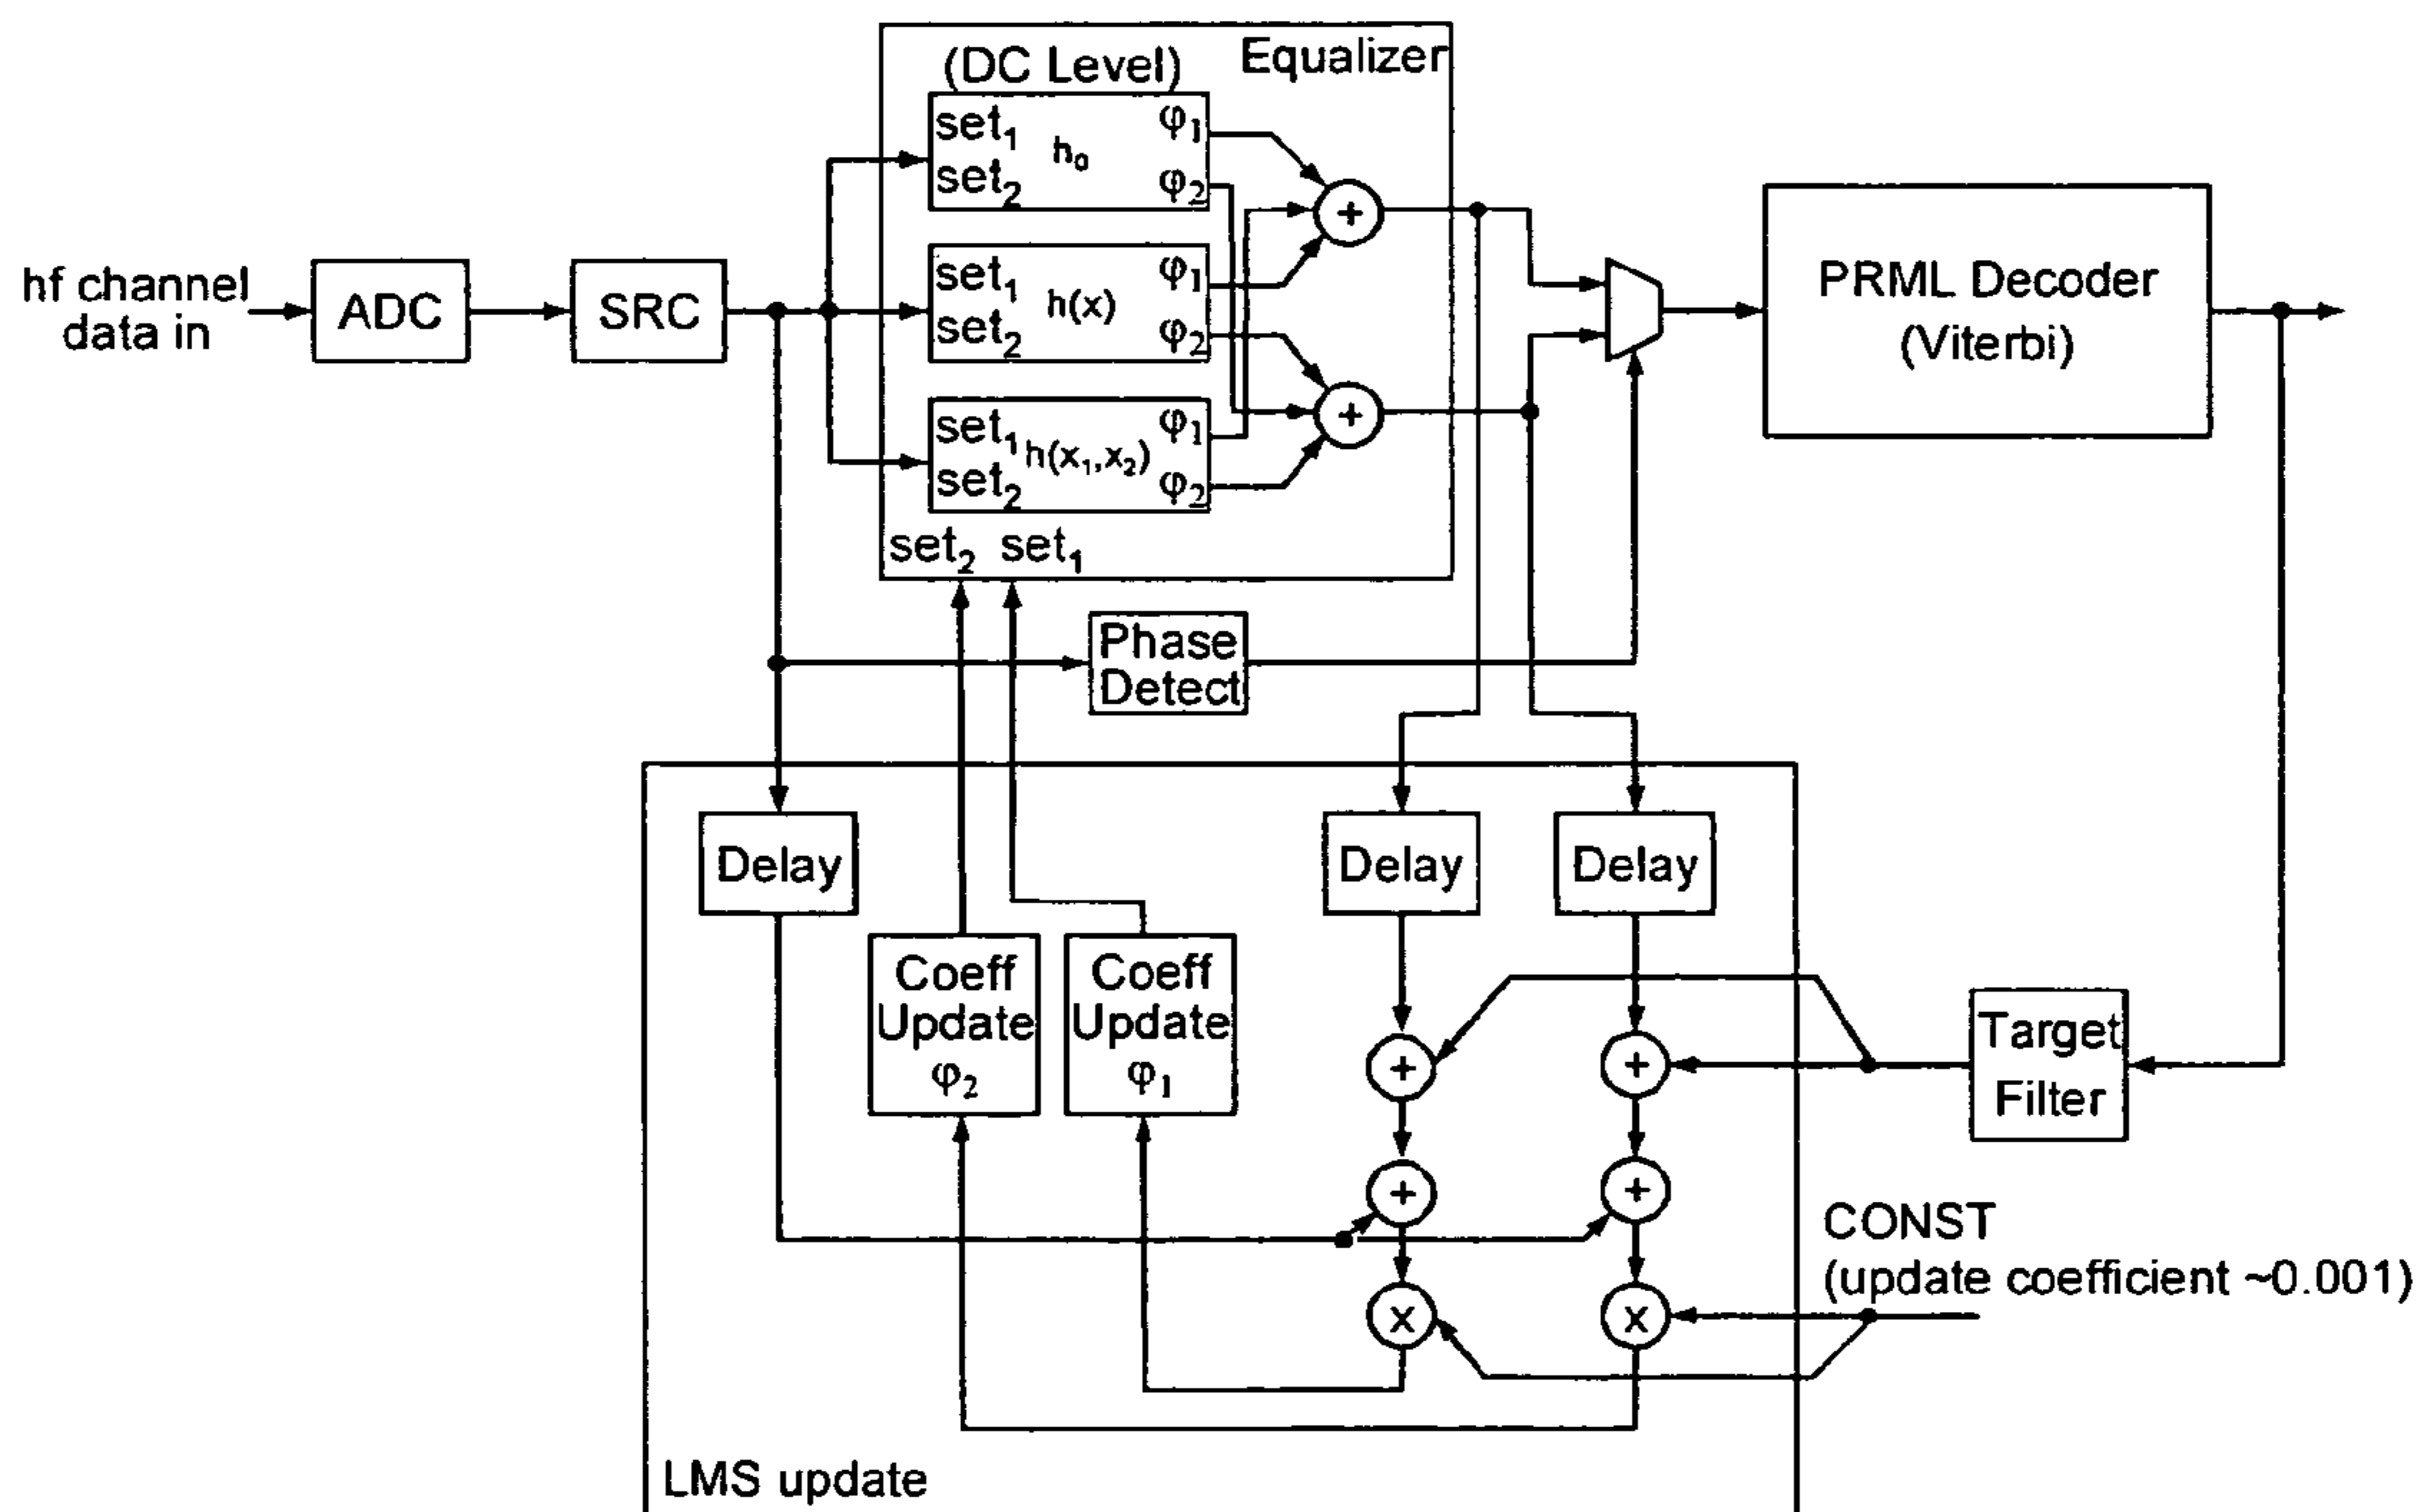 (DC Level)
Equalizer
set₁ h₀ φ₁
set₂ φ₂
hf channel
data in
ADC
SRC
set₁ h(x) φ₁
set₂ φ₂
set₁ h(x₁,x₂) φ₁
set₂ φ₂
set₂ set₁
+
+
PRML Decoder
(Viterbi)
Phase
Detect
Delay
Delay
Delay
Coeff
Update
φ₂
Coeff
Update
φ₁
+
+
Target
Filter
+
+
CONST
(update coefficient ~0.001)
x
x
LMS update